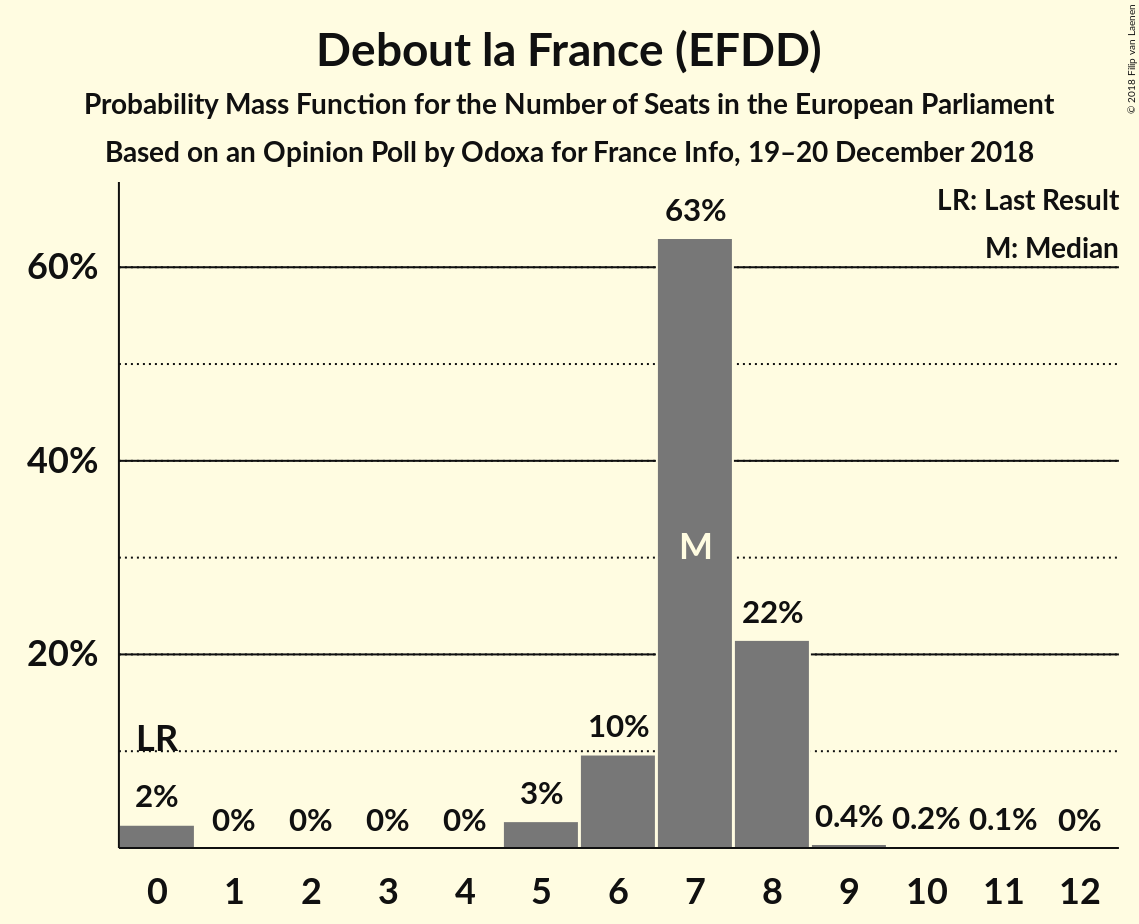 Debout la France (EFDD)
Probability Mass Function for the Number of Seats in the European Parliament
Based on an Opinion Poll by Odoxa for France Info, 19–20 December 2018
© 2018 Filip van Laenen
LR: Last Result
M: Median
60%
40%
20%
LR
2%
0%
0%
0%
0%
3%
10%
63%
M
22%
0.4%
0.2%
0.1%
0%
0 1 2 3 4 5 6 7 8 9 10 11 12